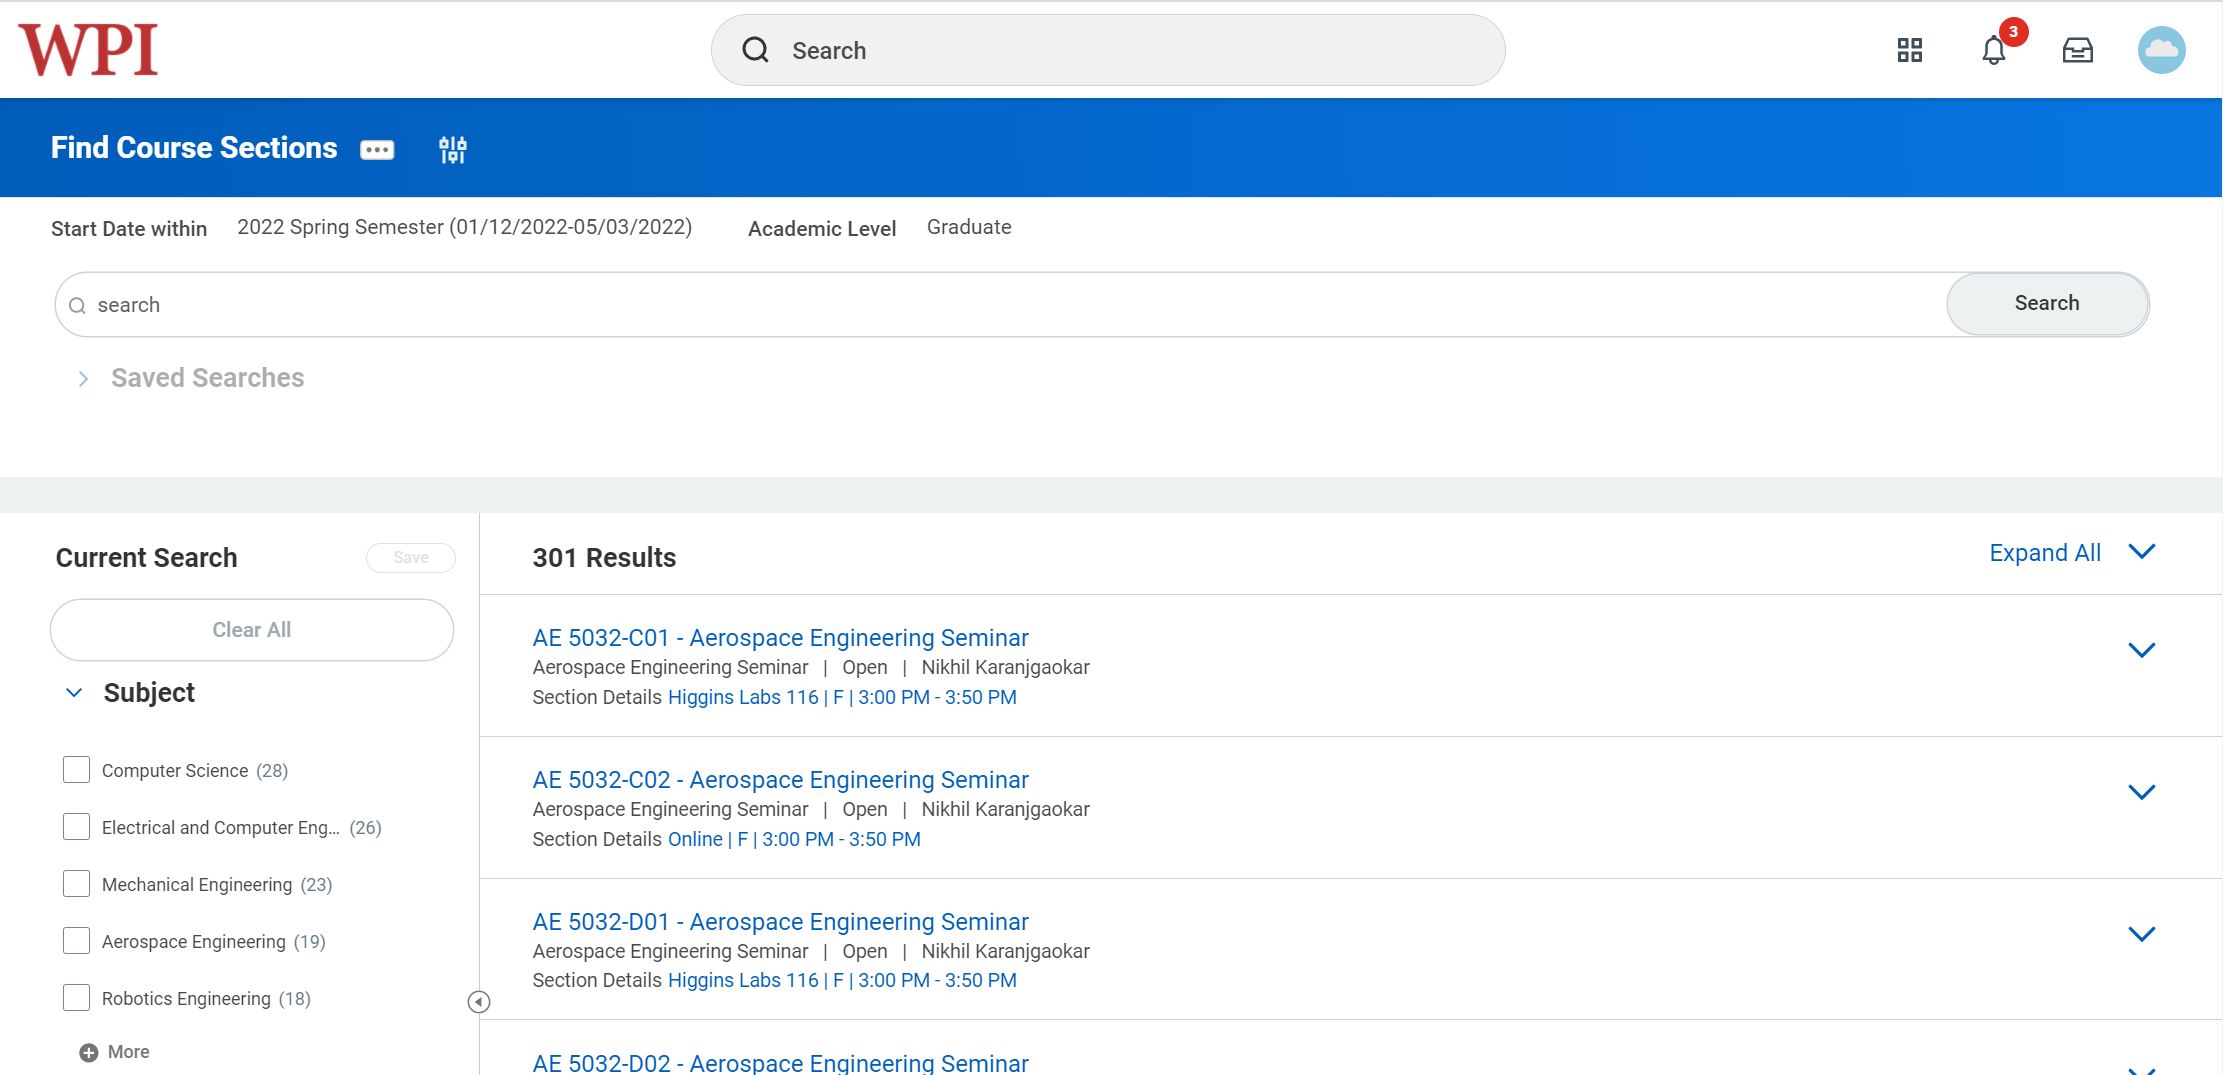 WPI
Search
3
Find Course Sections
Start Date within 2022 Spring Semester (01/12/2022-05/03/2022) Academic Level Graduate
search
Search
Saved Searches
Current Search
Save
Clear All
Subject
Computer Science (28)
Electrical and Computer Eng... (26)
Mechanical Engineering (23)
Aerospace Engineering (19)
Robotics Engineering (18)
More
301 Results
Expand All
AE 5032-C01 - Aerospace Engineering Seminar
Aerospace Engineering Seminar | Open | Nikhil Karanjgaokar
Section Details Higgins Labs 116 | F | 3:00 PM - 3:50 PM
AE 5032-C02 - Aerospace Engineering Seminar
Aerospace Engineering Seminar | Open | Nikhil Karanjgaokar
Section Details Online | F | 3:00 PM - 3:50 PM
AE 5032-D01 - Aerospace Engineering Seminar
Aerospace Engineering Seminar | Open | Nikhil Karanjgaokar
Section Details Higgins Labs 116 | F | 3:00 PM - 3:50 PM
AE 5032-D02 - Aerospace Engineering Seminar